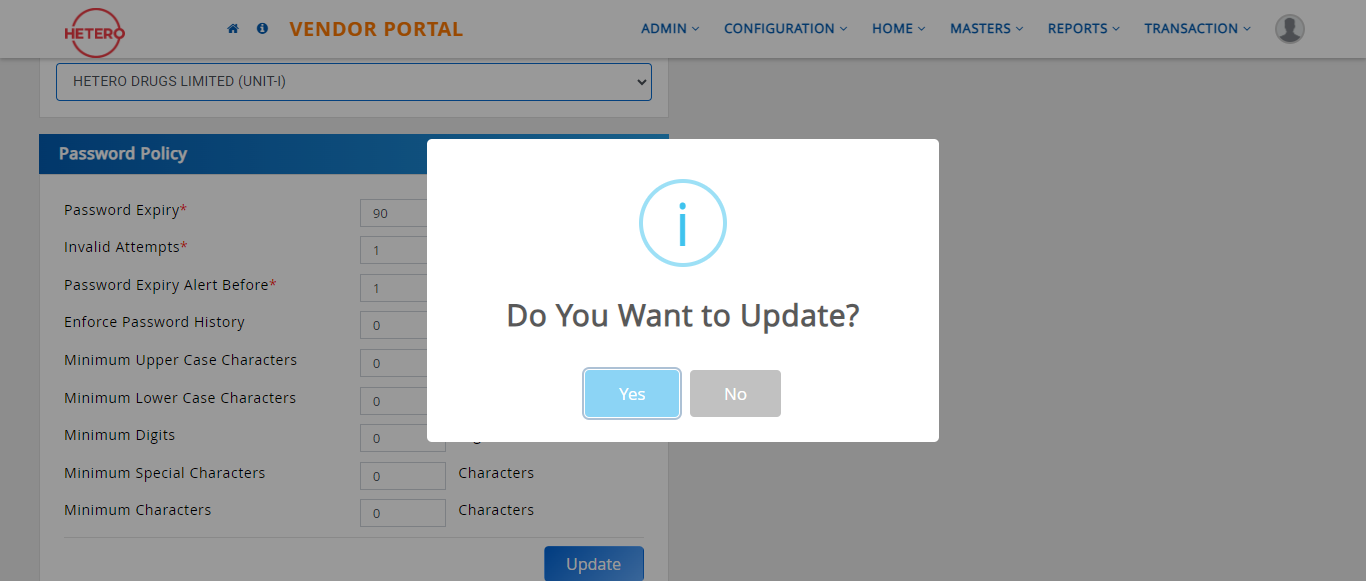 HETERO
VENDOR PORTAL
ADMIN
CONFIGURATION
HOME
MASTERS
REPORTS
TRANSACTION
HETERO DRUGS LIMITED (UNIT-I)
Password Policy
Password Expiry* 90
Invalid Attempts* 1
Password Expiry Alert Before* 1
Enforce Password History 0
Minimum Upper Case Characters 0
Minimum Lower Case Characters 0
Minimum Digits 0
Minimum Special Characters 0 Characters
Minimum Characters 0 Characters
Update
Do You Want to Update?
Yes
No